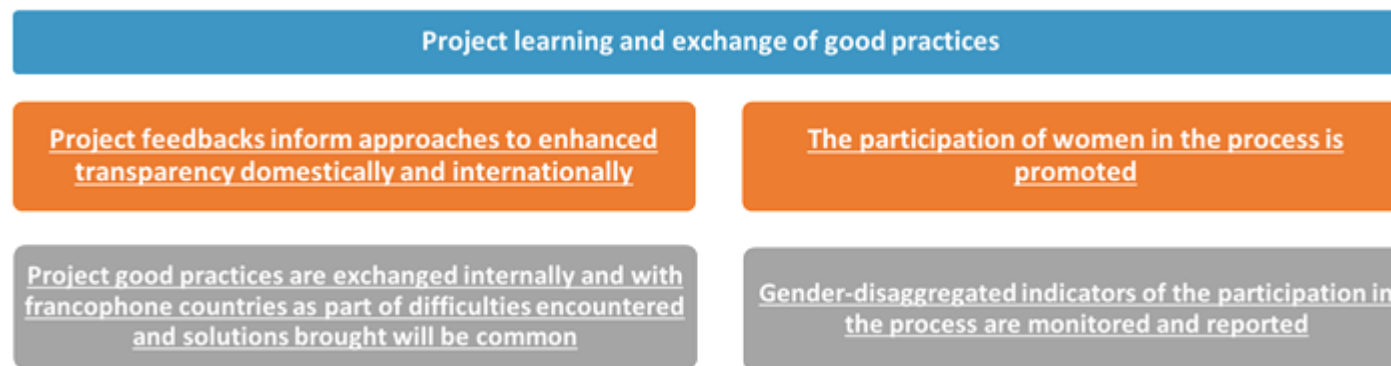 Project learning and exchange of good practices
Project feedbacks inform approaches to enhanced
transparency domestically and internationally
The participation of women in the process is
promoted
Project good practices are exchanged internally and with
francophone countries as part of difficulties encountered
and solutions brought will be common
Gender-disaggregated indicators of the participation in
the process are monitored and reported